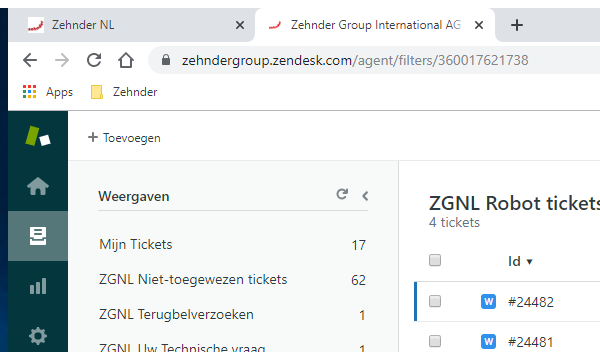 Zehnder NL
Zehnder Group International AG
zehndergroup.zendesk.com/agent/filters/360017621738
Apps
Zehnder
Toevoegen
Weergaven
Mijn Tickets 17
ZGNL Niet-toegewezen tickets 62
ZGNL Terugbelverzoeken 1
ZGNL Uw Technische vraag 1
ZGNL Robot tickets
4 tickets
Id
W #24482
W #24481